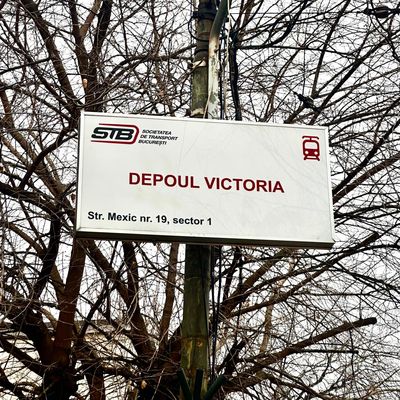 STB
SOCIETATEA
DE TRANSPORT
BUCUREȘTI
DEPOUL VICTORIA
Str. Mexic nr. 19, sector 1